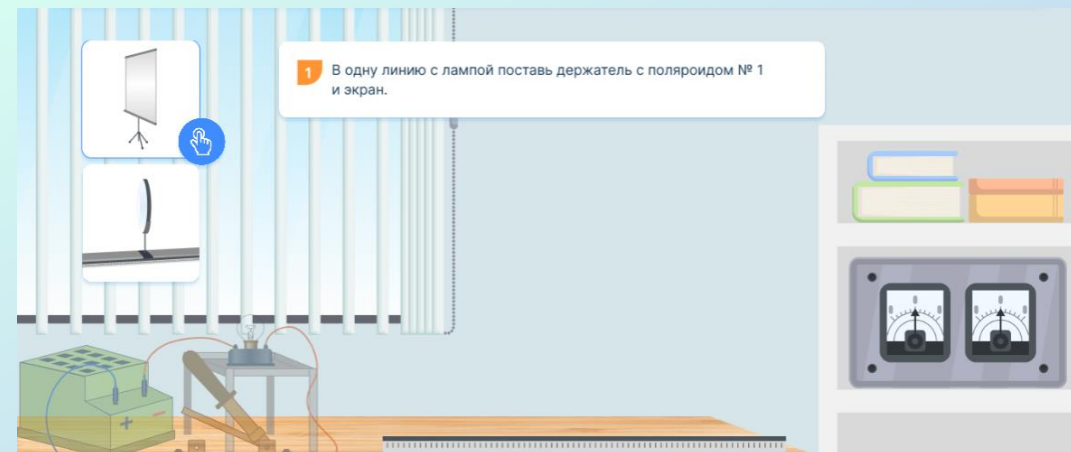 1
В одну линию с лампой поставь держатель с поляроидом № 1
и экран.
+ -